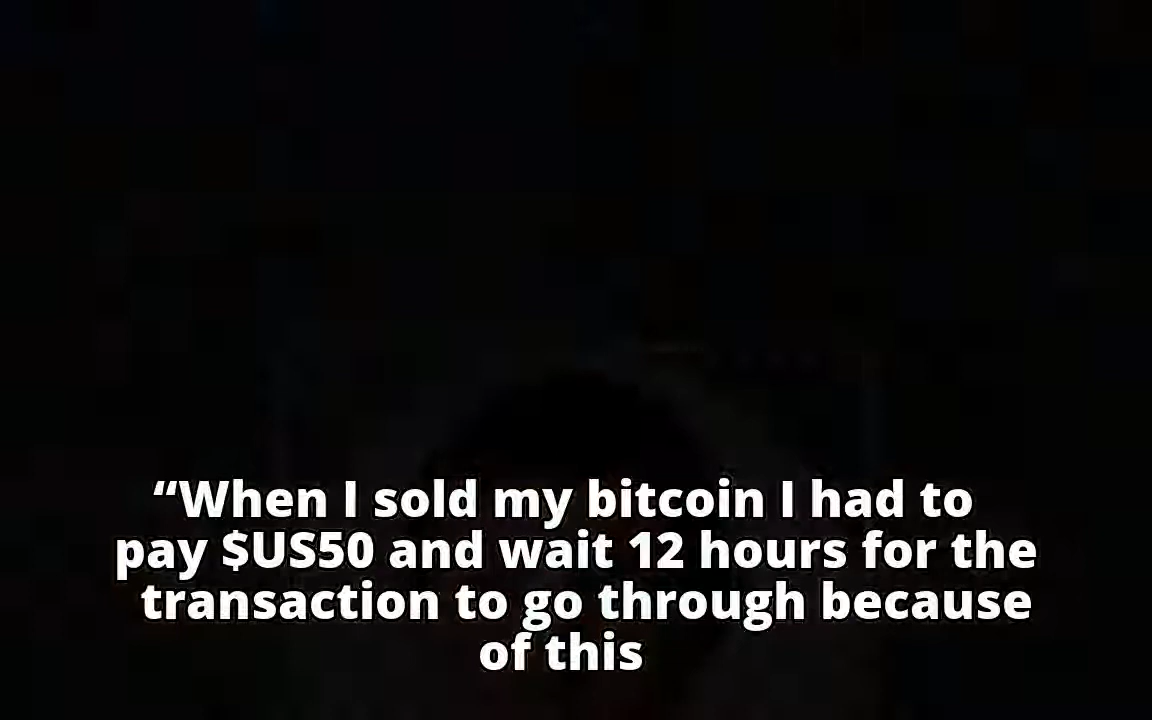 “When I sold my bitcoin I had to
pay $US50 and wait 12 hours for the
transaction to go through because
of this